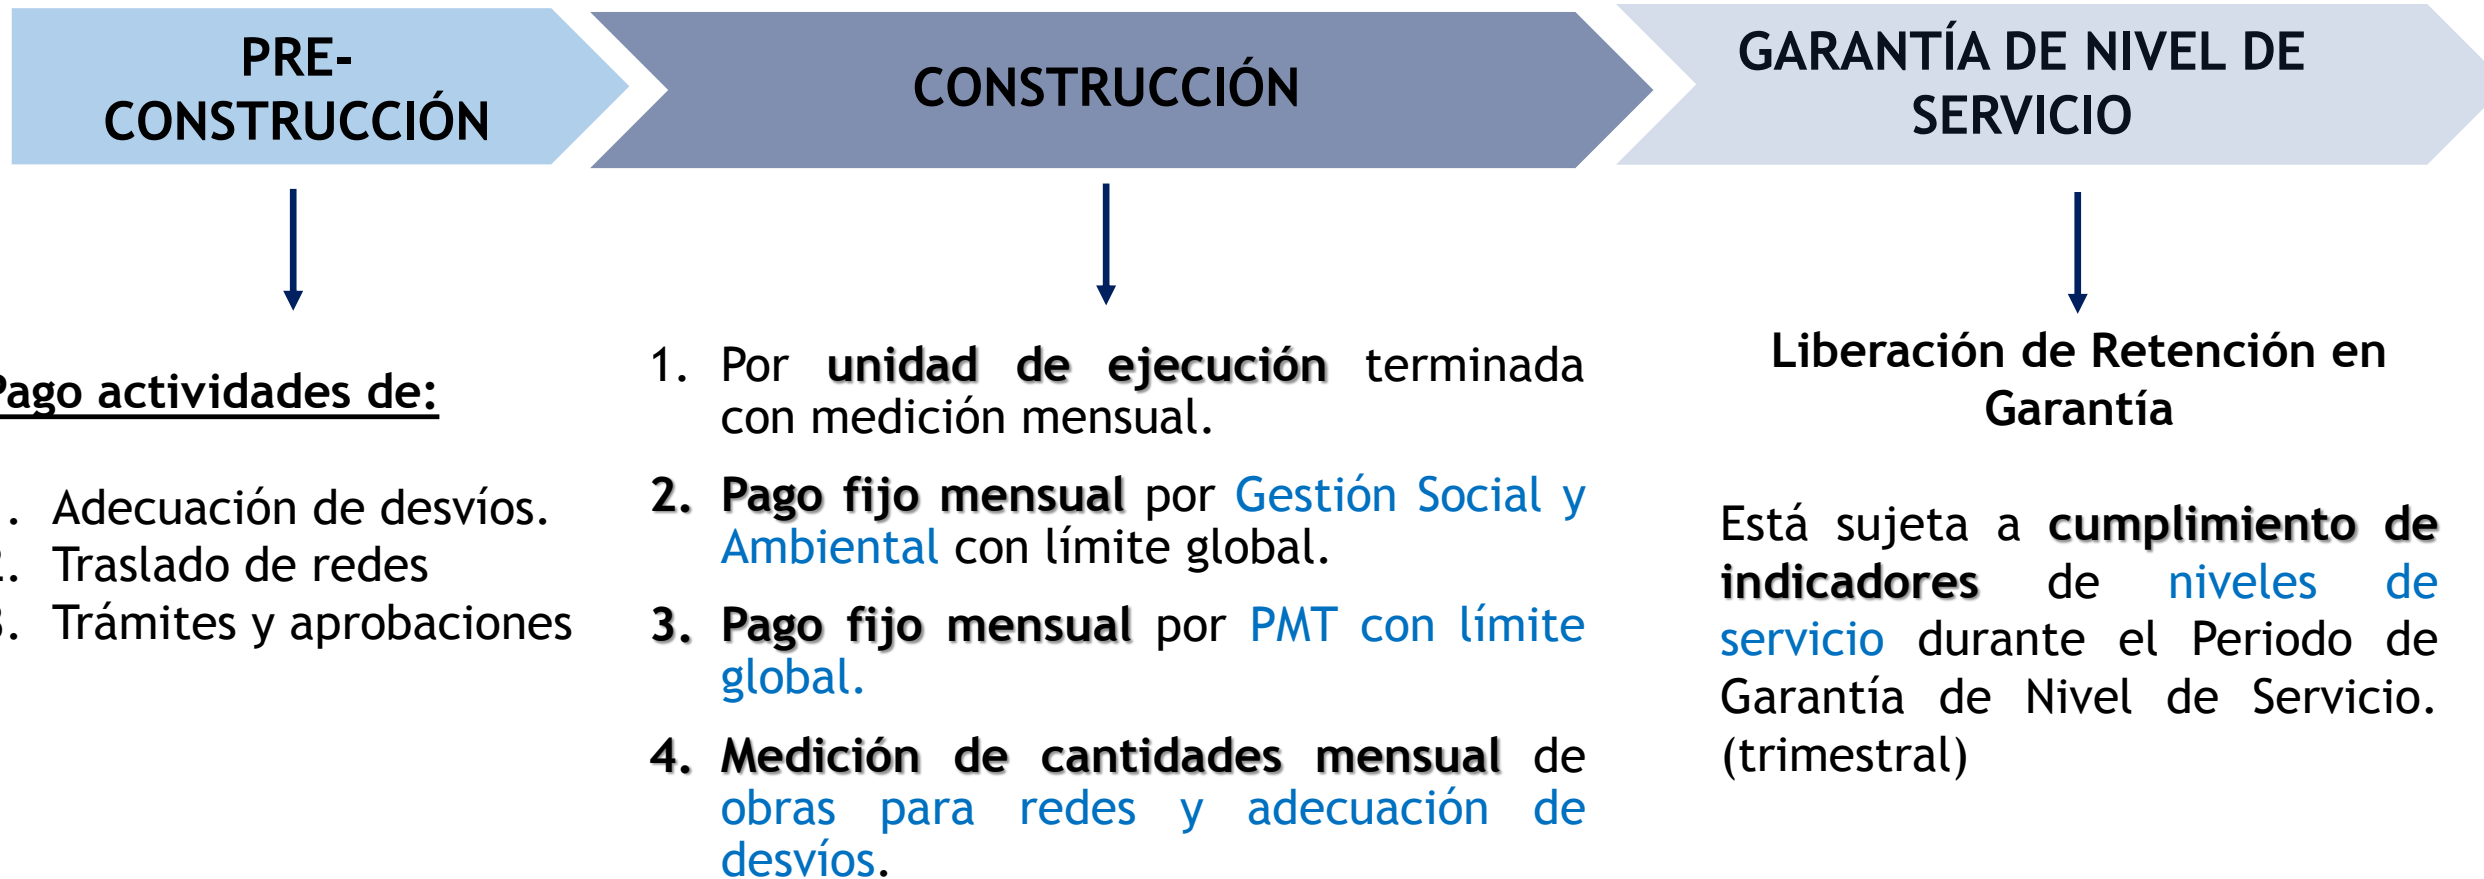 PRE-
CONSTRUCCIÓN
CONSTRUCCIÓN
GARANTÍA DE NIVEL DE
SERVICIO
Pago actividades de:
1. Adecuación de desvíos.
2. Traslado de redes
3. Trámites y aprobaciones
1. Por unidad de ejecución terminada
con medición mensual.
2. Pago fijo mensual por Gestión Social y
Ambiental con límite global.
3. Pago fijo mensual por PMT con límite
global.
4. Medición de cantidades mensual de
obras para redes y adecuación de
desvíos.
Liberación de Retención en
Garantía
Está sujeta a cumplimiento de
indicadores de niveles de
servicio durante el Periodo de
Garantía de Nivel de Servicio.
(trimestral)